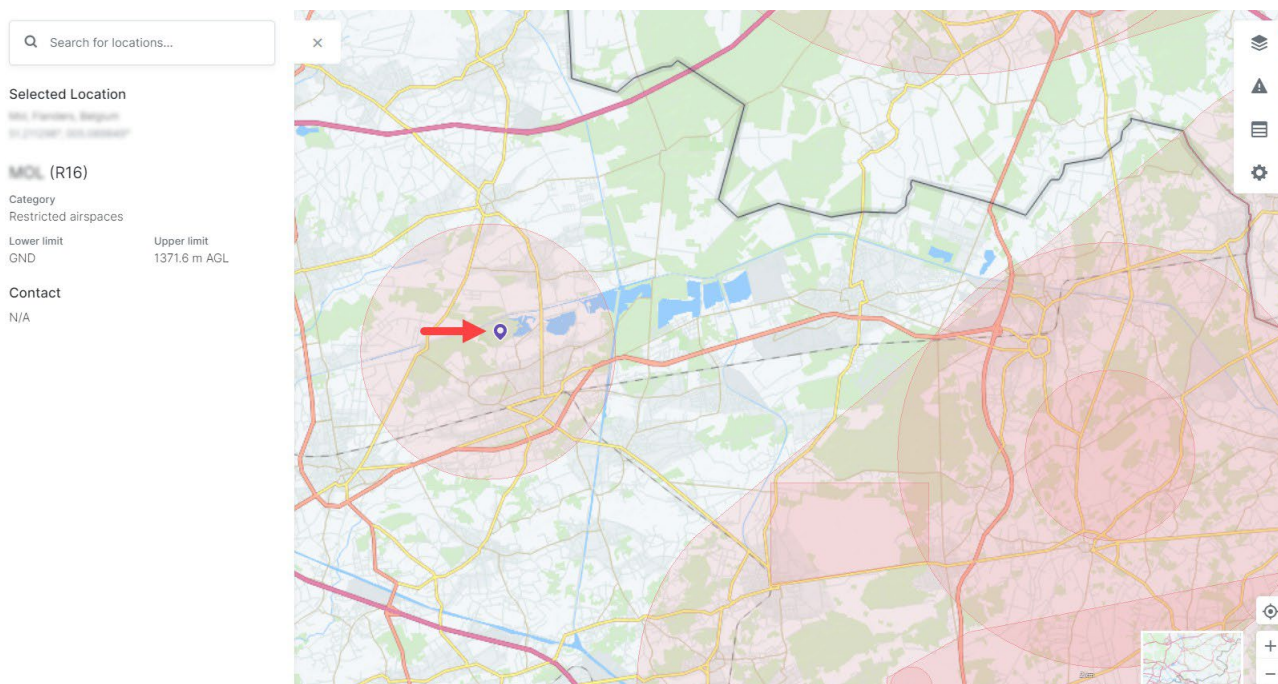 Search for locations...
Selected Location
(R16)
Category
Restricted airspaces
Lower limit
Upper limit
GND
1371.6 m AGL
Contact
N/A